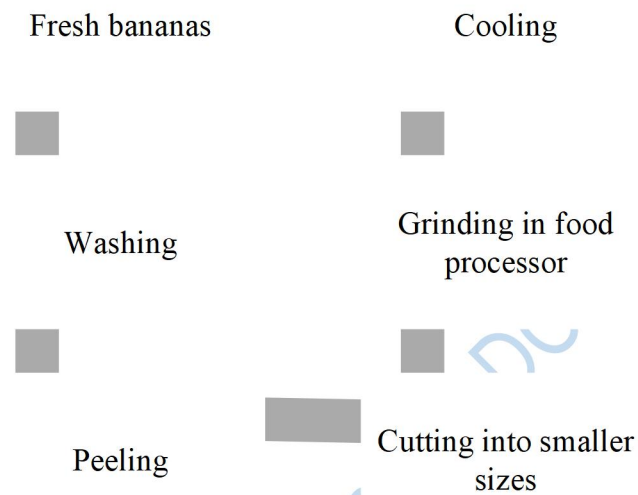 Fresh bananas
Cooling
Washing
Grinding in food
processor
Peeling
Cutting into smaller
sizes